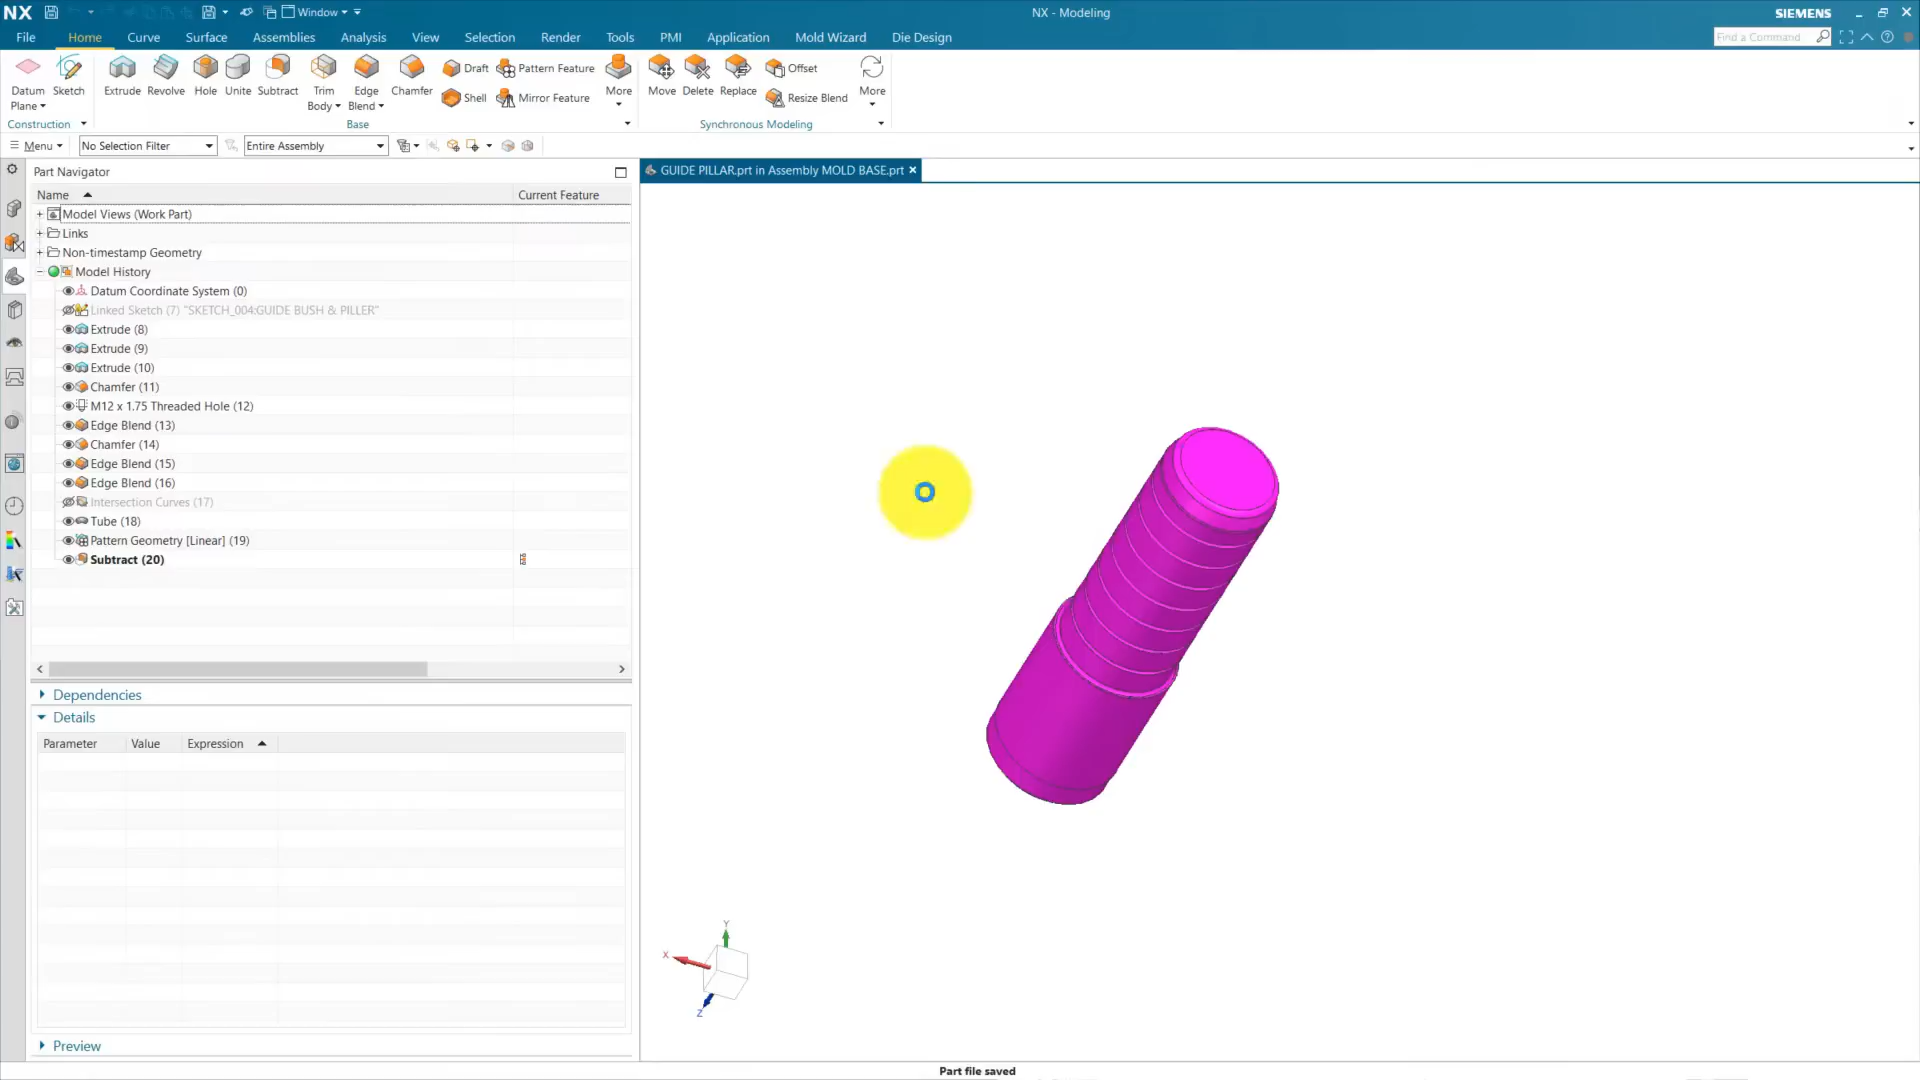 NX
Window
NX - Modeling
SIEMENS
File
Home
Curve
Surface
Assemblies
Analysis
View
Selection
Render
Tools
PMI
Application
Mold Wizard
Die Design
Find a Command
Datum Plane
Sketch
Extrude
Revolve
Hole
Unite
Subtract
Trim Body
Edge Blend
Chamfer
Draft
Shell
Pattern Feature
Mirror Feature
More
Move
Delete
Replace
Offset
Resize Blend
More
Construction
Base
Synchronous Modeling
Menu
No Selection Filter
Entire Assembly
Part Navigator
GUIDE PILLAR.prt in Assembly MOLD BASE.prt
Name
Current Feature
Model Views (Work Part)
Links
Non-timestamp Geometry
Model History
Datum Coordinate System (0)
Linked Sketch (7) "SKETCH_004:GUIDE BUSH & PILLER"
Extrude (8)
Extrude (9)
Extrude (10)
Chamfer (11)
M12 x 1.75 Threaded Hole (12)
Edge Blend (13)
Chamfer (14)
Edge Blend (15)
Edge Blend (16)
Intersection Curves (17)
Tube (18)
Pattern Geometry [Linear] (19)
Subtract (20)
Dependencies
Details
Parameter
Value
Expression
Preview
Y
X
Z
Part file saved